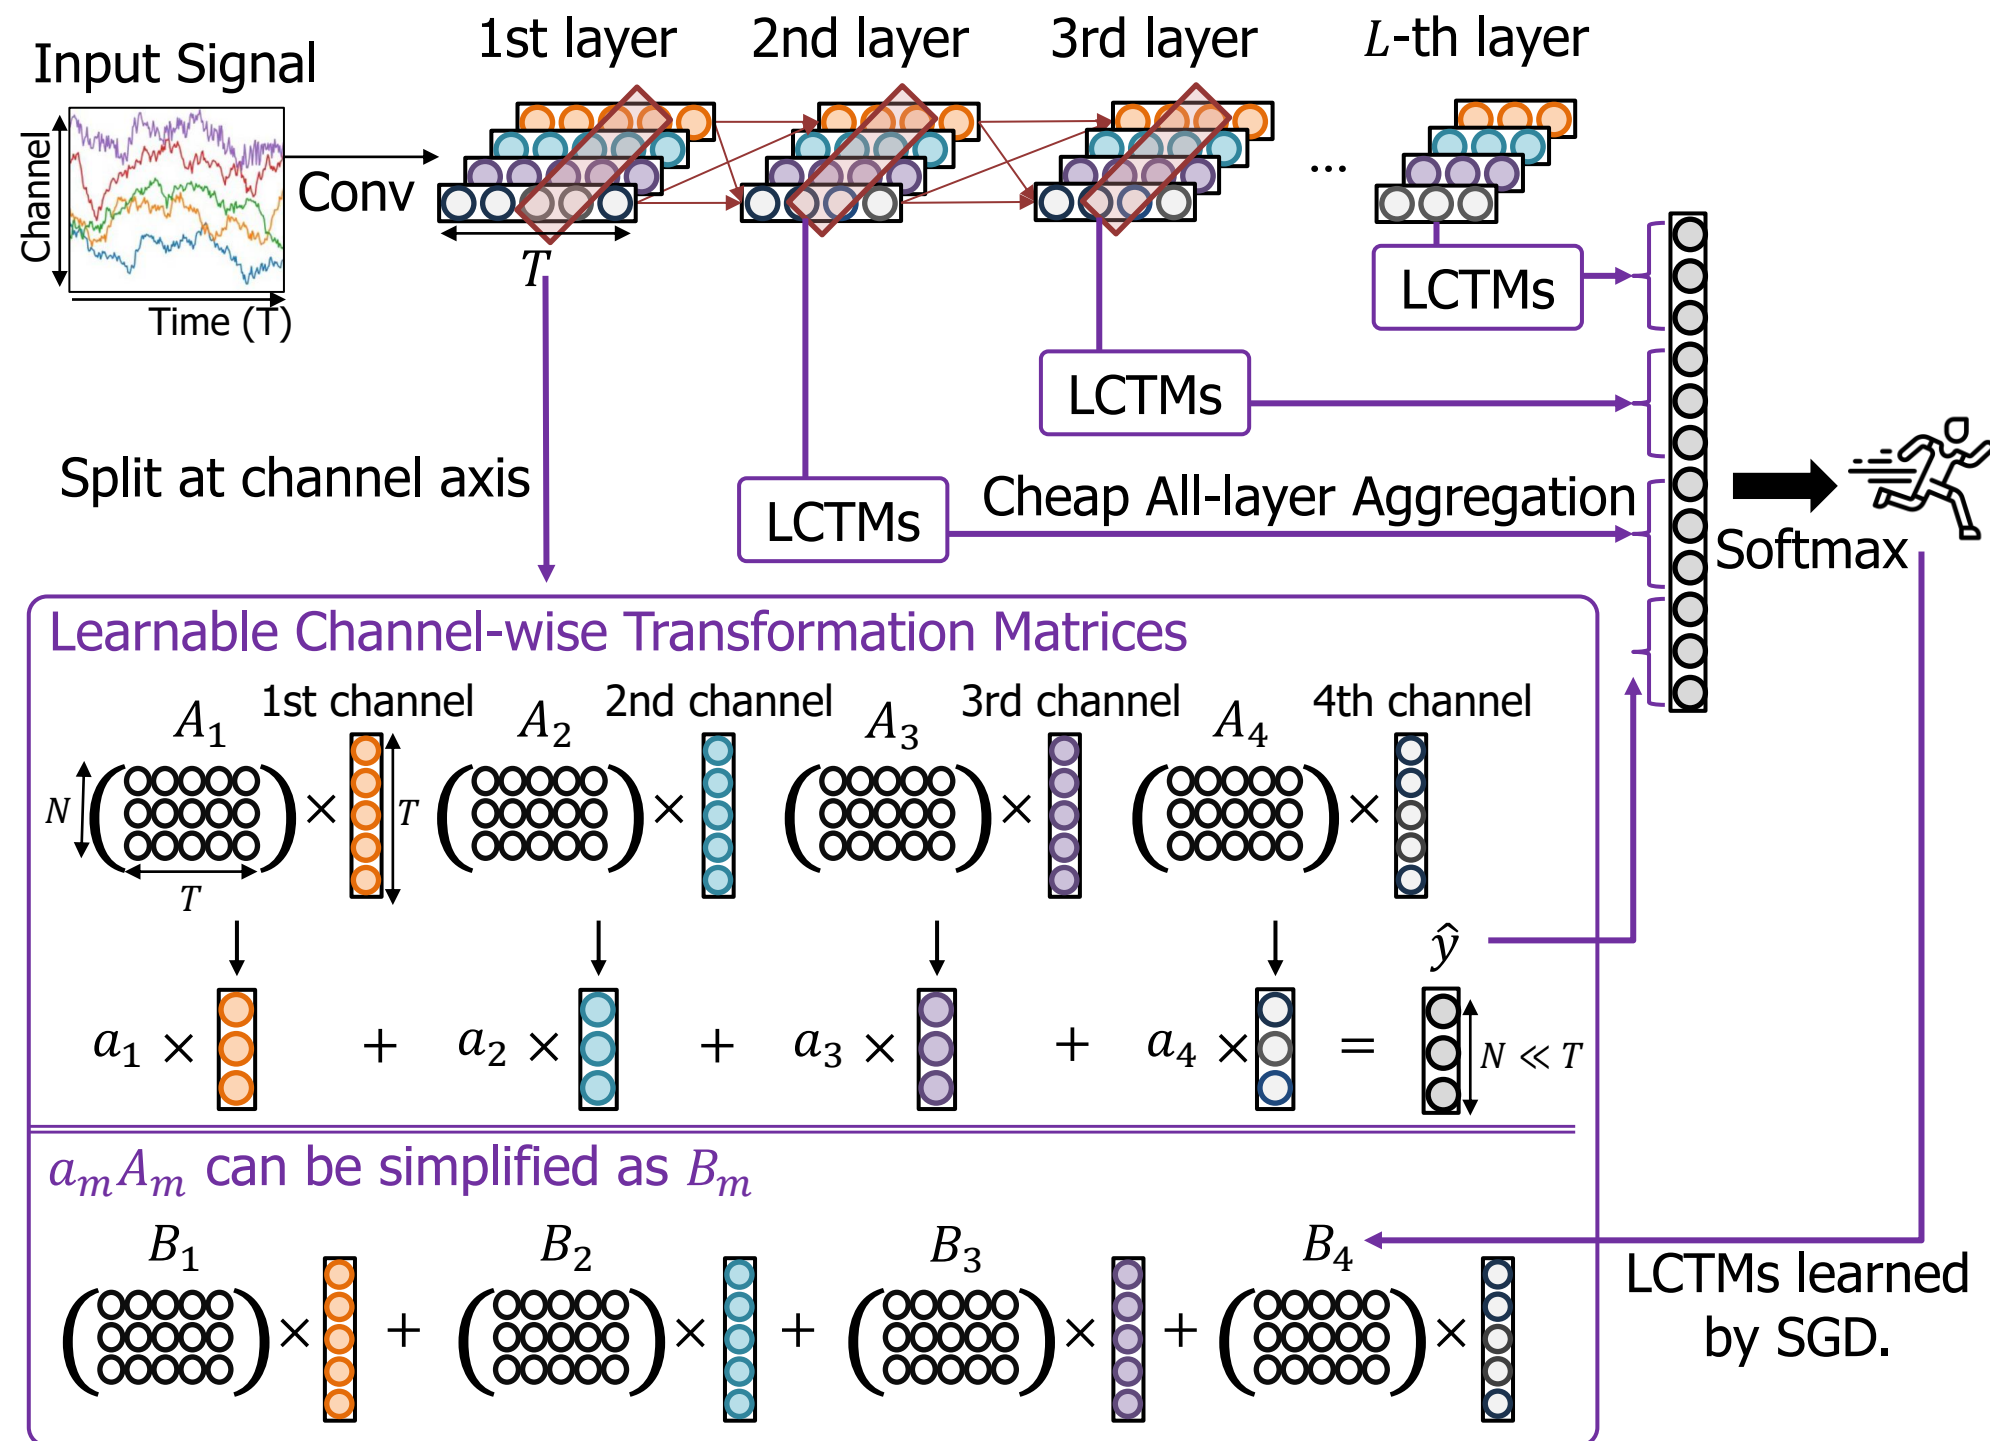 Input Signal
Channel
Time (T)
Conv
1st layer
2nd layer
3rd layer
L-th layer
...
T
LCTMs
LCTMs
LCTMs
Split at channel axis
Cheap All-layer Aggregation
Softmax
Learnable Channel-wise Transformation Matrices
A₁ 1st channel A₂ 2nd channel A₃ 3rd channel A₄ 4th channel
N × T × × ×
T
ŷ
a₁ × + a₂ × + a₃ × + a₄ × = N ≪ T
aₘAₘ can be simplified as Bₘ
B₁ B₂ B₃ B₄
× + × + × + ×
LCTMs learned
by SGD.